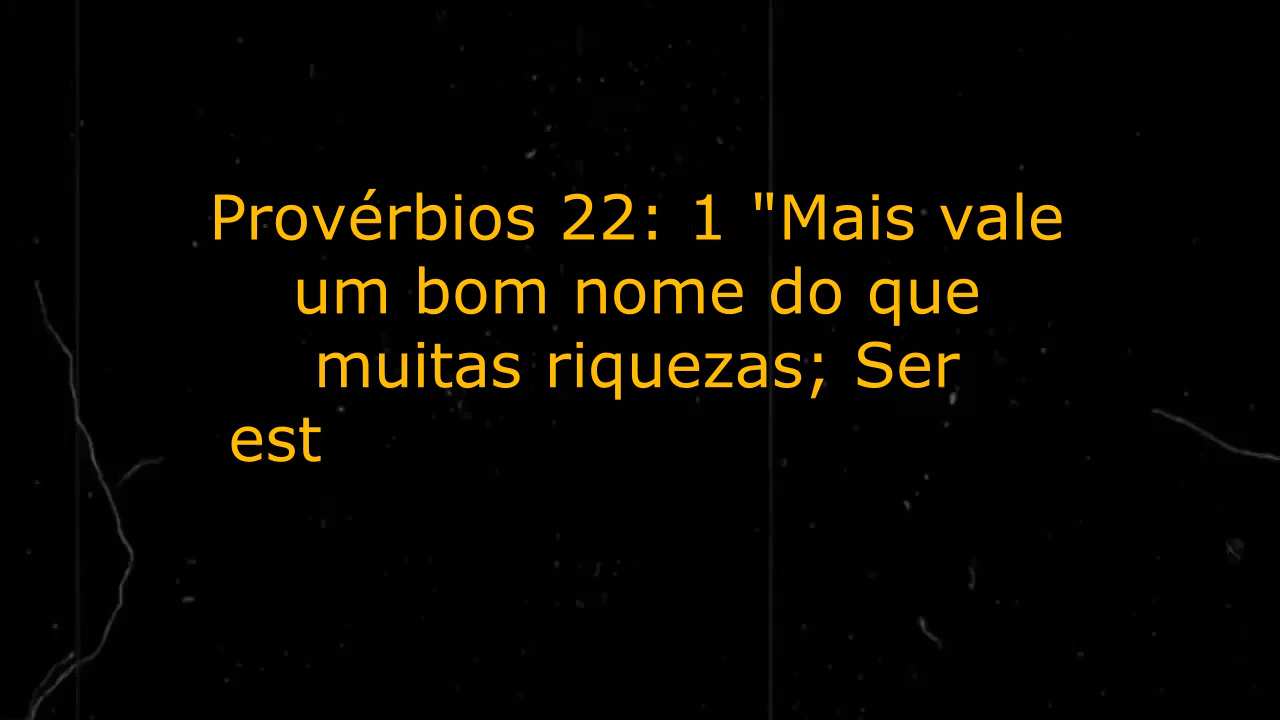 Provérbios 22: 1 "Mais vale
um bom nome do que
muitas riquezas; Ser
est